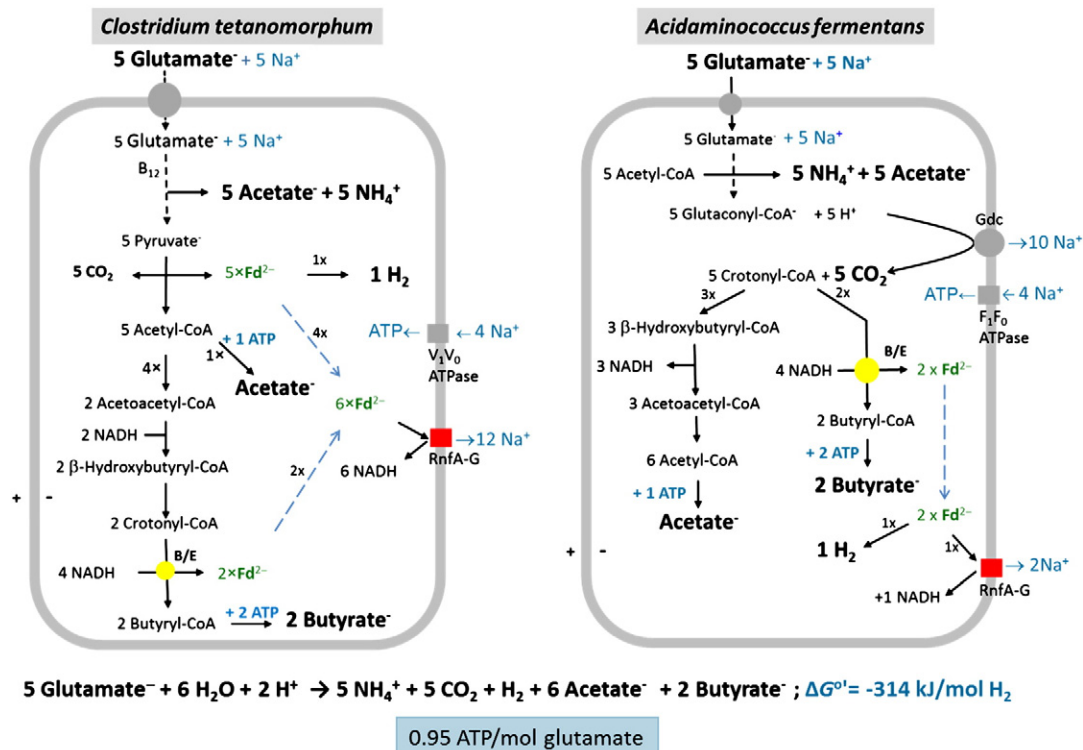 Clostridium tetanomorphum
5 Glutamate⁻ + 5 Na⁺
5 Glutamate⁻ + 5 Na⁺
B₁₂
5 Acetate⁻ + 5 NH₄⁺
5 Pyruvate⁻
5 CO₂
5×Fd²⁻
1x
1 H₂
5 Acetyl-CoA
+ 1 ATP
1×
4x
Acetate⁻
ATP
4 Na⁺
V₁V₀
ATPase
4×
2 Acetoacetyl-CoA
6×Fd²⁻
2 NADH
12 Na⁺
RnfA-G
6 NADH
2 β-Hydroxybutyryl-CoA
2x
+ -
2 Crotonyl-CoA
B/E
4 NADH
2×Fd²⁻
+ 2 ATP
2 Butyryl-CoA
2 Butyrate⁻
Acidaminococcus fermentans
5 Glutamate⁻ + 5 Na⁺
5 Glutamate⁻ + 5 Na⁺
5 Acetyl-CoA
5 NH₄⁺ + 5 Acetate⁻
5 Glutaconyl-CoA⁻ + 5 H⁺
Gdc
10 Na⁺
5 Crotonyl-CoA + 5 CO₂
3x
2x
ATP
4 Na⁺
F₁F₀
ATPase
3 β-Hydroxybutyryl-CoA
3 NADH
4 NADH
B/E
2 x Fd²⁻
3 Acetoacetyl-CoA
2 Butyryl-CoA
6 Acetyl-CoA
+ 2 ATP
+ 1 ATP
2 Butyrate⁻
Acetate⁻
2 x Fd²⁻
1x
1x
1 H₂
+ -
2Na⁺
+1 NADH
RnfA-G
5 Glutamate⁻ + 6 H₂O + 2 H⁺ → 5 NH₄⁺ + 5 CO₂ + H₂ + 6 Acetate⁻ + 2 Butyrate⁻ ; ΔG°'= -314 kJ/mol H₂
0.95 ATP/mol glutamate